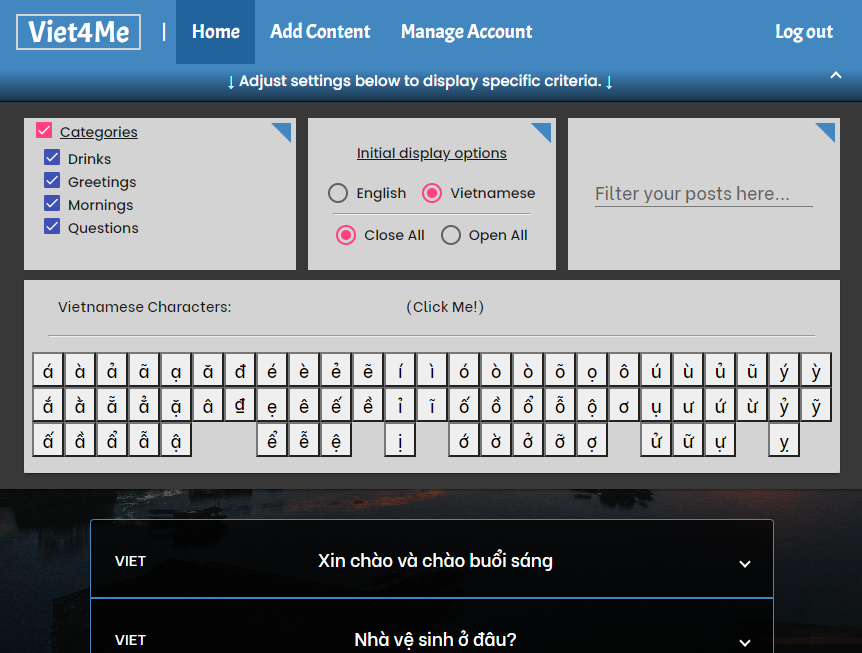 Viet4Me | Home Add Content Manage Account Log out
↓ Adjust settings below to display specific criteria. ↓
Categories
Drinks
Greetings
Mornings
Questions
Initial display options
English Vietnamese
Close All Open All
Filter your posts here...
Vietnamese Characters: (Click Me!)
á à ả ã ạ ă đ é è ẻ ẽ í ì ó ò ò õ ọ ô ú ù ủ ũ ý ỳ
ắ ằ ẵ ẳ ặ â ₫ ẹ ê ế ề ỉ ĩ ố ồ ổ ỗ ộ ơ ụ ư ứ ừ ỷ ỹ
ấ ầ ẩ ẫ ậ ể ễ ệ ị ớ ờ ở ỡ ợ ử ữ ự ỵ
VIET Xin chào và chào buổi sáng
VIET Nhà vệ sinh ở đâu?